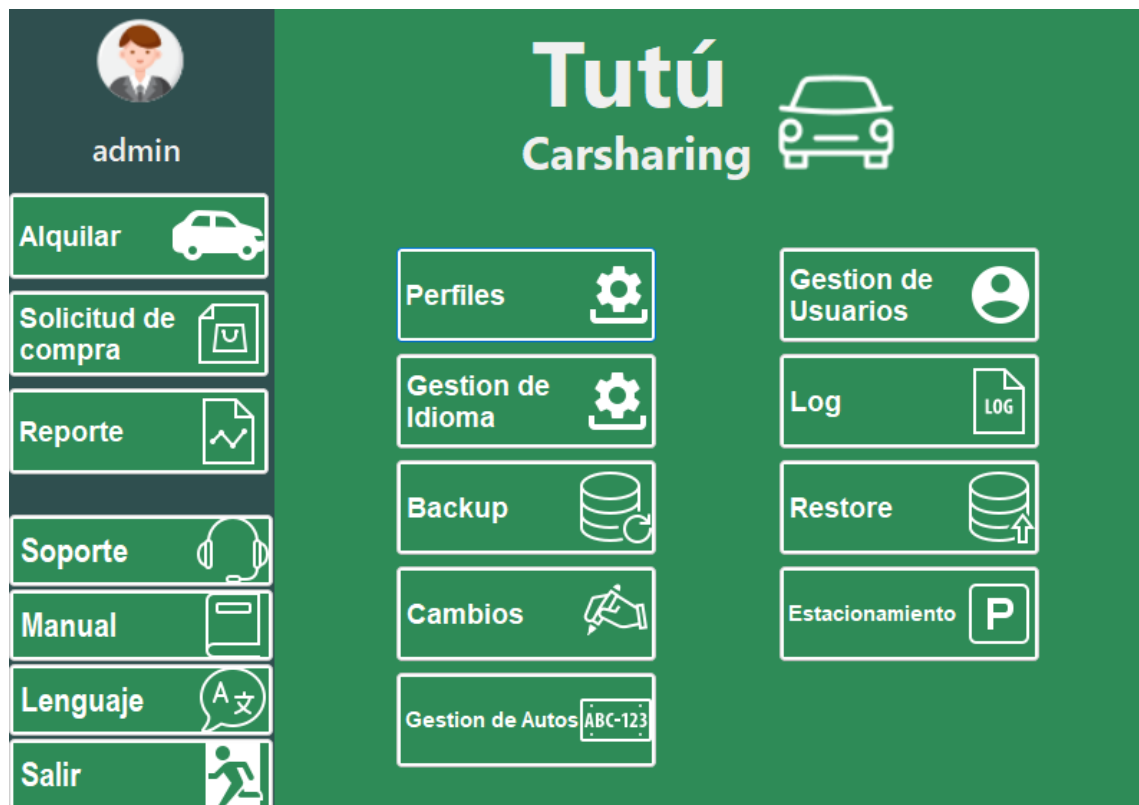 admin
Alquilar
Solicitud de
compra
Reporte
Soporte
Manual
Lenguaje
A 文
Salir
Tutú
Carsharing
Perfiles
Gestion de
Usuarios
Gestion de
Idioma
Log
LOG
Backup
Restore
Cambios
Estacionamiento
P
Gestion de Autos
ABC-123